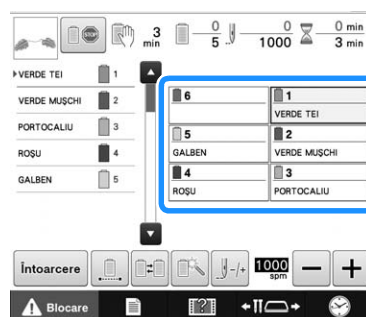 3 min
0 5
0 1000
0 min 3 min
VERDE TEI 1
VERDE MUŞCHI 2
PORTOCALIU 3
ROŞU 4
GALBEN 5
6
1 VERDE TEI
5 GALBEN
2 VERDE MUŞCHI
4 ROŞU
3 PORTOCALIU
Întoarcere
-/+
1000 spm
Blocare